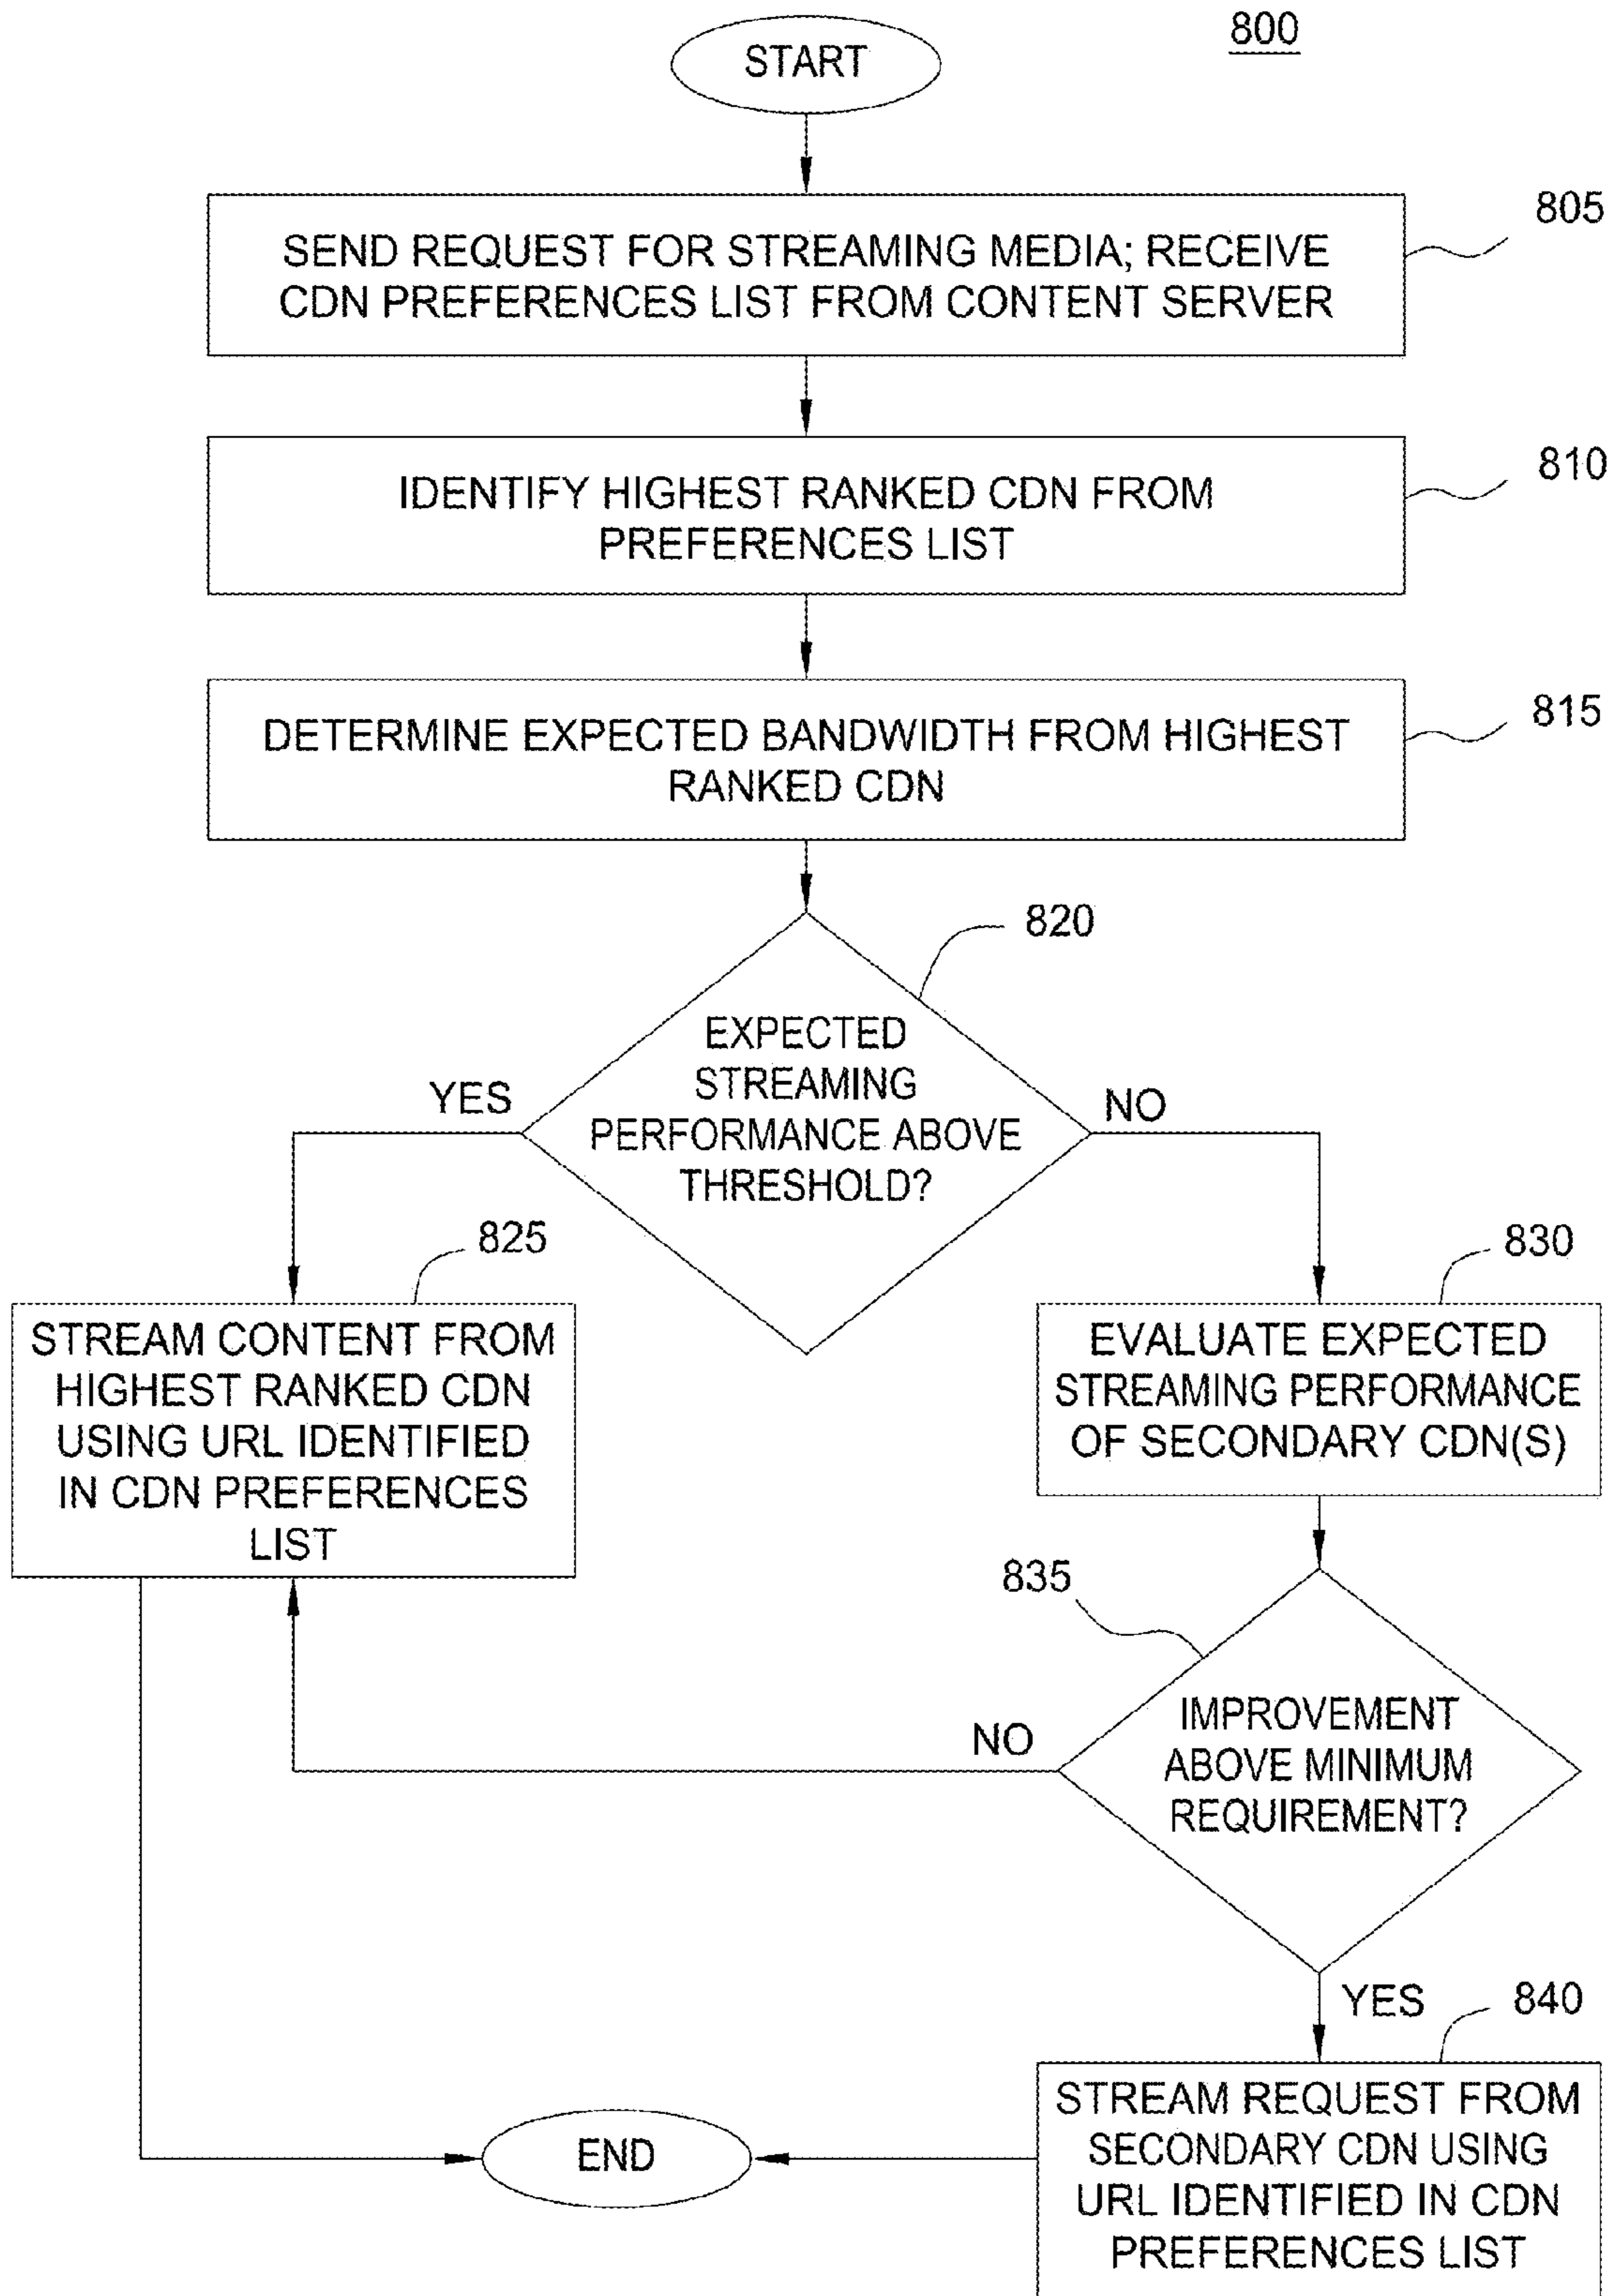 800
START
805
SEND REQUEST FOR STREAMING MEDIA; RECEIVE
CDN PREFERENCES LIST FROM CONTENT SERVER
810
IDENTIFY HIGHEST RANKED CDN FROM
PREFERENCES LIST
815
DETERMINE EXPECTED BANDWIDTH FROM HIGHEST
RANKED CDN
820
EXPECTED
STREAMING
PERFORMANCE ABOVE
THRESHOLD?
YES
NO
825
STREAM CONTENT FROM
HIGHEST RANKED CDN
USING URL IDENTIFIED
IN CDN PREFERENCES
LIST
830
EVALUATE EXPECTED
STREAMING PERFORMANCE
OF SECONDARY CDN(S)
835
IMPROVEMENT
ABOVE MINIMUM
REQUIREMENT?
NO
YES
840
STREAM REQUEST FROM
SECONDARY CDN USING
URL IDENTIFIED IN CDN
PREFERENCES LIST
END